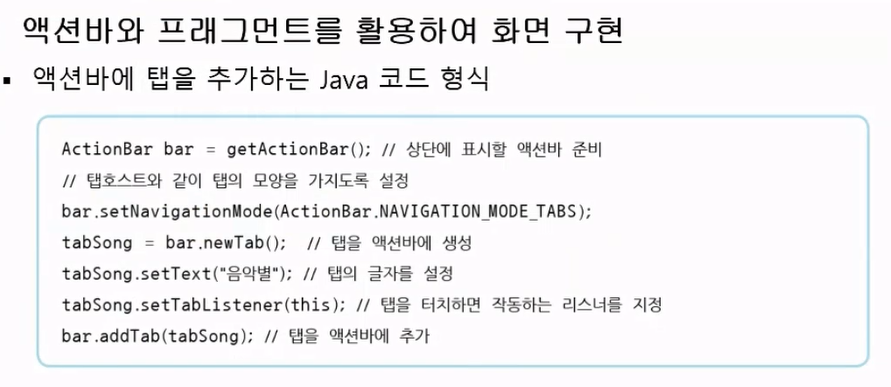 액션바와 프래그먼트를 활용하여 화면 구현
▪ 액션바에 탭을 추가하는 Java 코드 형식
ActionBar bar = getActionBar(); // 상단에 표시할 액션바 준비
// 탭호스트와 같이 탭의 모양을 가지도록 설정
bar.setNavigationMode(ActionBar.NAVIGATION_MODE_TABS);
tabSong = bar.newTab();  // 탭을 액션바에 생성
tabSong.setText("음악별"); // 탭의 글자를 설정
tabSong.setTabListener(this); // 탭을 터치하면 작동하는 리스너를 지정
bar.addTab(tabSong); // 탭을 액션바에 추가